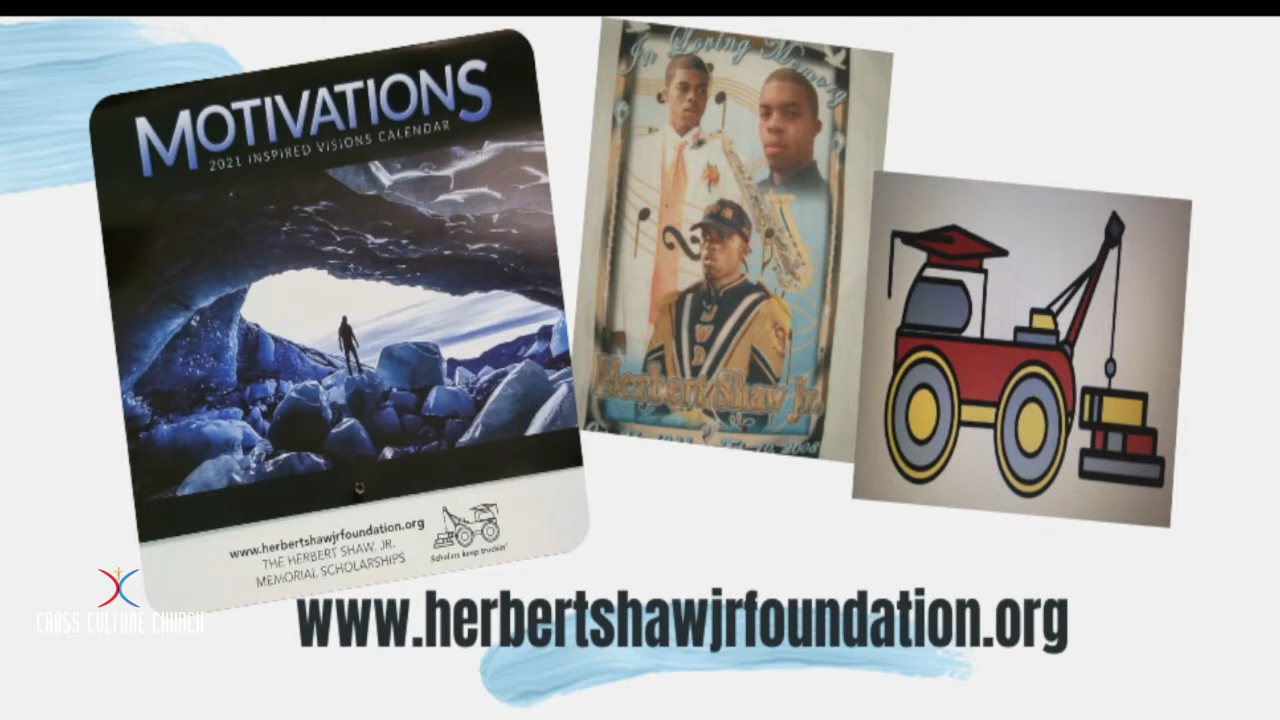 MOTIVATIONS
2021 INSPIRED VISIONS CALENDAR
www.herbertshawjrfoundation.org
THE HERBERT SHAW, JR.
MEMORIAL SCHOLARSHIPS
Scholars keep truckin'
In Loving Memory
Herbert Shaw Jr.
2008
CROSS CULTURE CHURCH
www.herbertshawjrfoundation.org